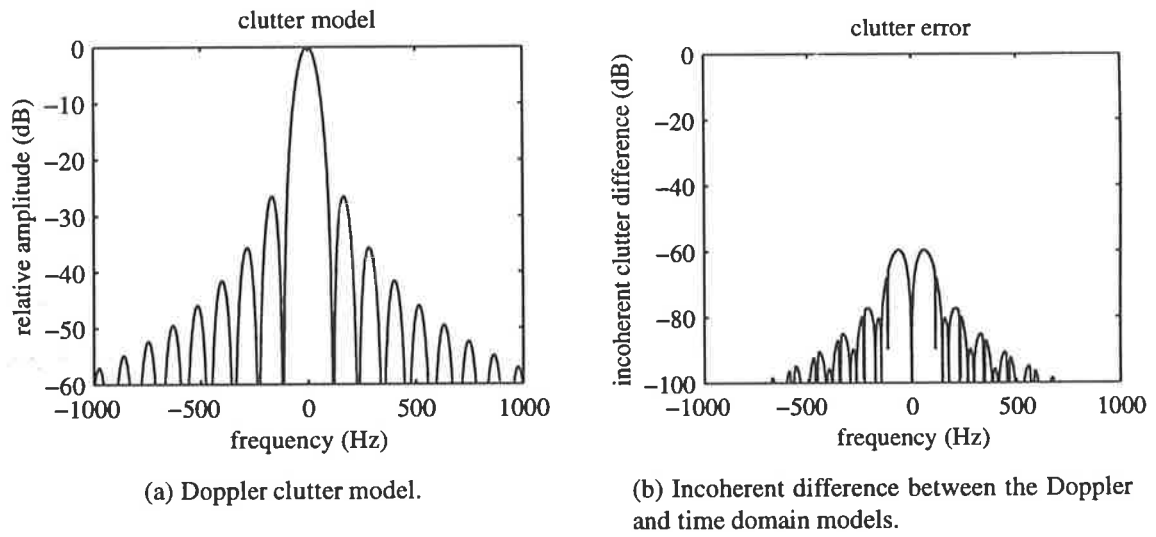 clutter model
0
−10
−20
−30
−40
−50
−60
relative amplitude (dB)
−1000
−500
0
500
1000
frequency (Hz)
(a) Doppler clutter model.
clutter error
0
−20
−40
−60
−80
−100
incoherent clutter difference (dB)
−1000
−500
0
500
1000
frequency (Hz)
(b) Incoherent difference between the Doppler
and time domain models.